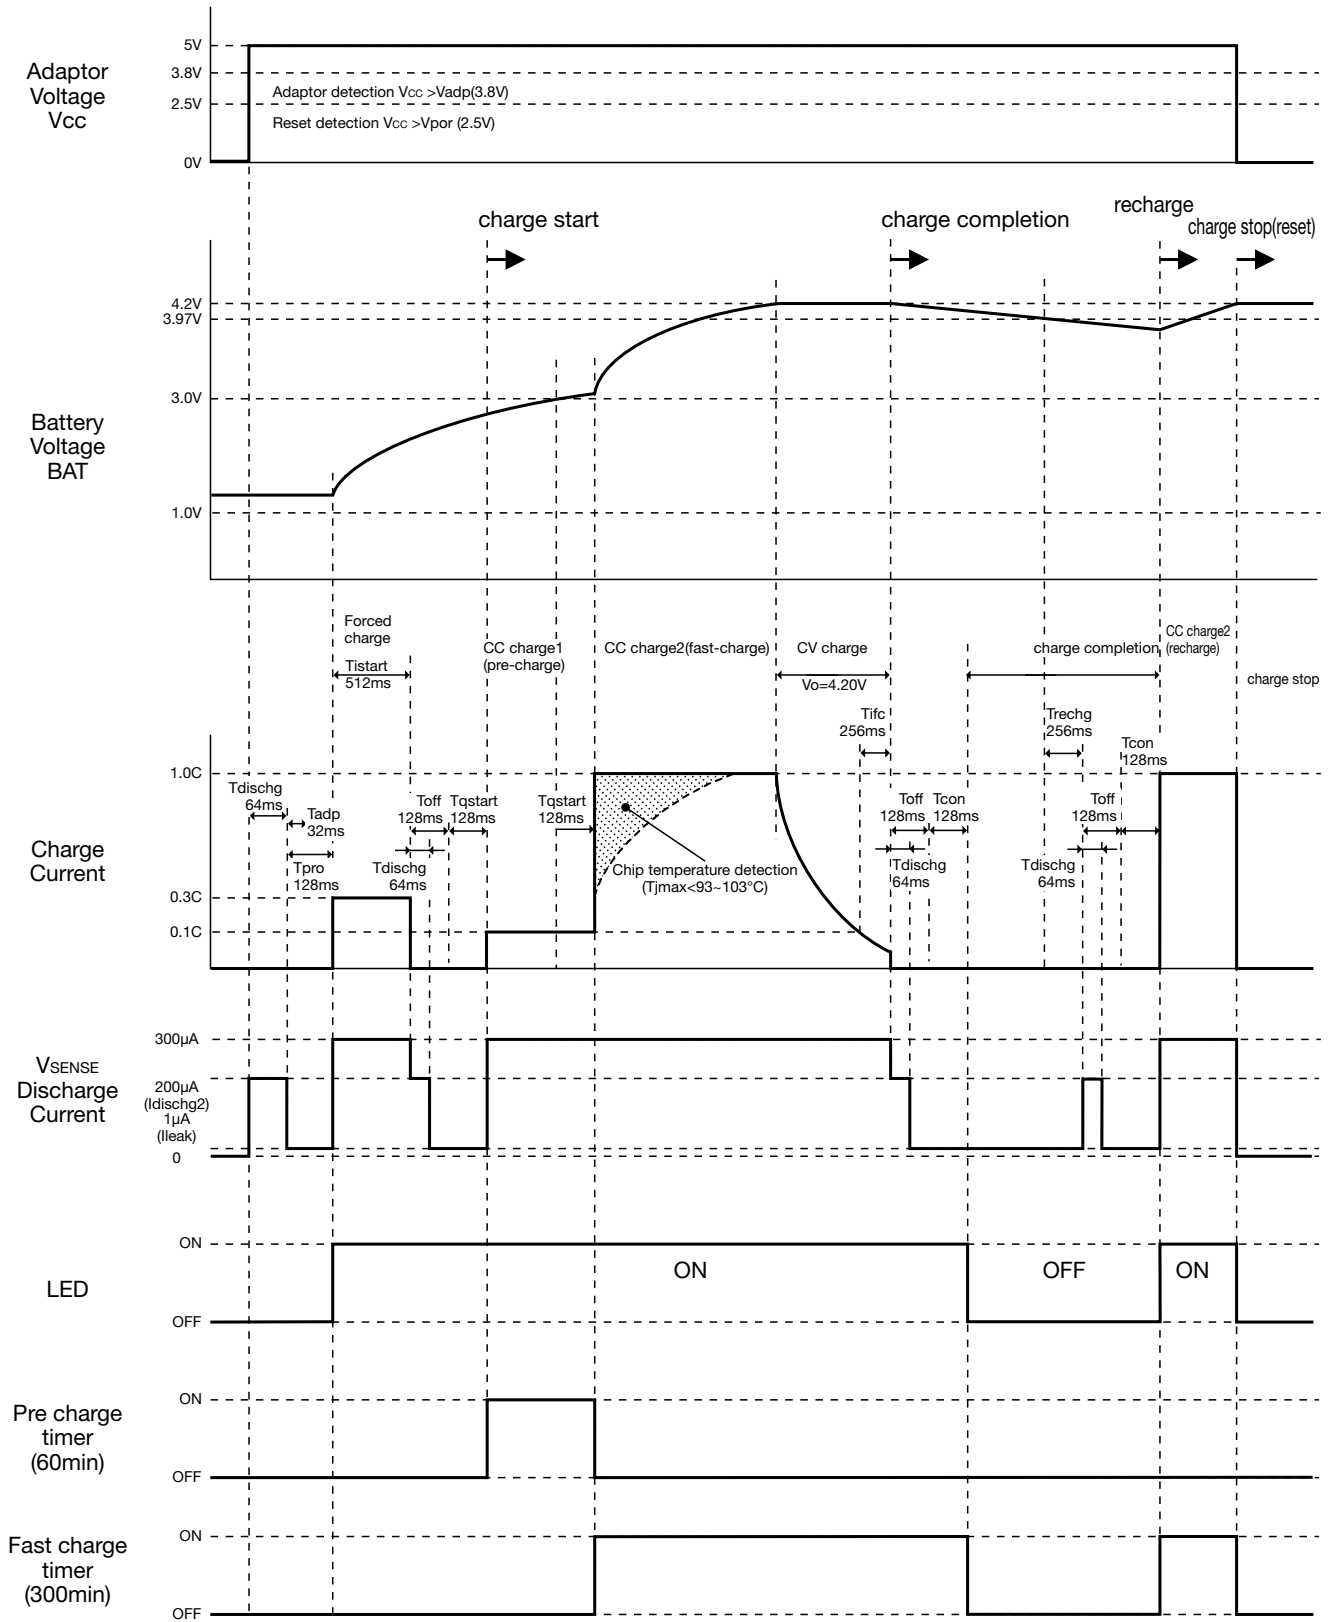 Adaptor
Voltage
Vcc
5V
3.8V
2.5V
0V
Adaptor detection Vcc >Vadp(3.8V)
Reset detection Vcc >Vpor (2.5V)
charge start
charge completion
recharge
charge stop(reset)
Battery
Voltage
BAT
4.2V
3.97V
3.0V
1.0V
Forced
charge
Tistart
512ms
CC charge1
(pre-charge)
CC charge2(fast-charge)
CV charge
Vo=4.20V
charge completion
CC charge2
(recharge)
charge stop
Charge
Current
1.0C
0.3C
0.1C
Tdischg
64ms
Tadp
32ms
Tpro
128ms
Toff
128ms
Tqstart
128ms
Tdischg
64ms
Tqstart
128ms
Chip temperature detection
(Tjmax<93~103°C)
Tifc
256ms
Toff
128ms
Tcon
128ms
Tdischg
64ms
Trechg
256ms
Tcon
128ms
Toff
128ms
Tdischg
64ms
VSENSE
Discharge
Current
300µA
200µA
(Idischg2)
1µA
(Ileak)
0
LED
ON
OFF
ON
OFF
ON
Pre charge
timer
(60min)
ON
OFF
Fast charge
timer
(300min)
ON
OFF